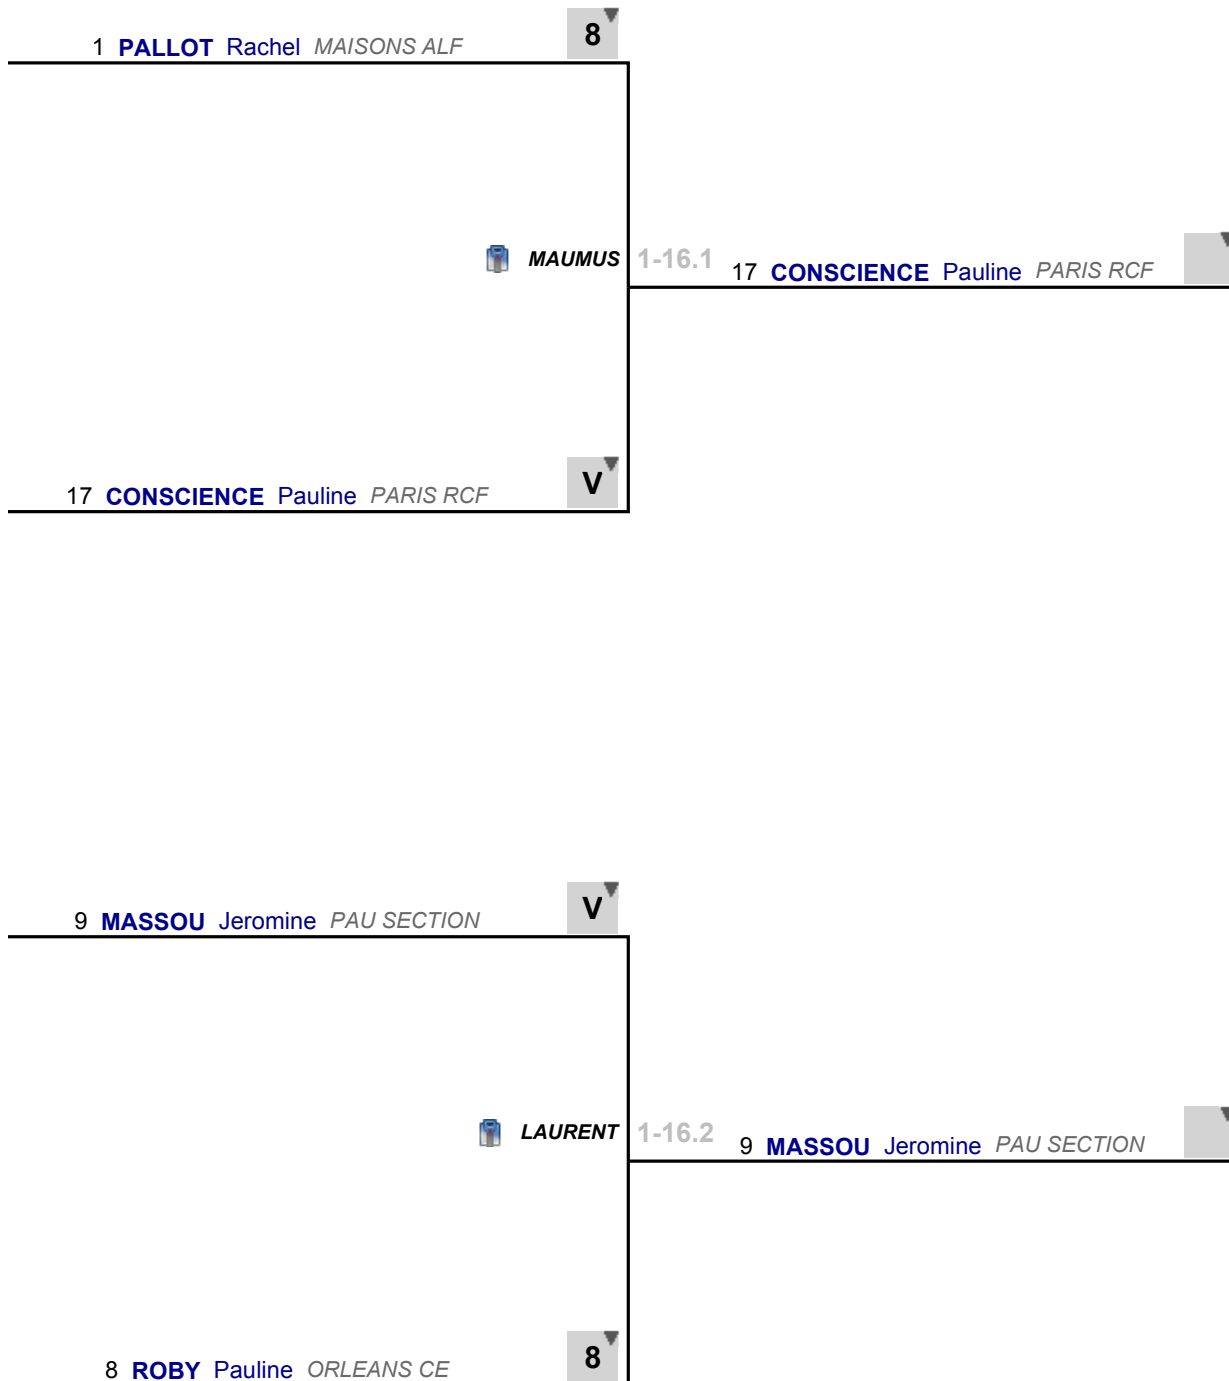 1 PALLOT Rachel MAISONS ALF 8
MAUMUS 1-16.1 17 CONSCIENCE Pauline PARIS RCF
17 CONSCIENCE Pauline PARIS RCF V
9 MASSOU Jeromine PAU SECTION V
LAURENT 1-16.2 9 MASSOU Jeromine PAU SECTION
8 ROBY Pauline ORLEANS CE 8